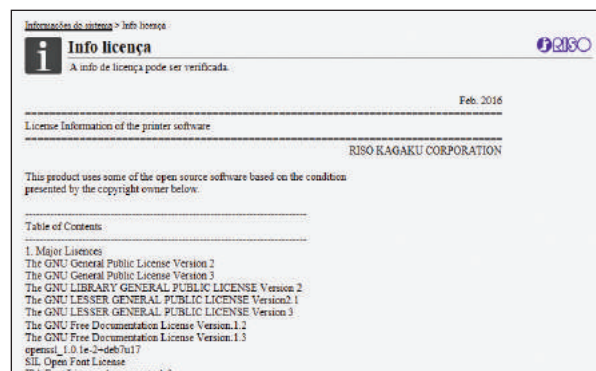 Informações do sistema > Info licença
i
Info licença
RISO
A info de licença pode ser verificada.
Feb. 2016
License Information of the printer software
RISO KAGAKU CORPORATION
This product uses some of the open source software based on the condition
presented by the copyright owner below.
Table of Contents
1. Major Lisences
The GNU General Public License Version 2
The GNU General Public License Version 3
The GNU LIBRARY GENERAL PUBLIC LICENSE Version 2
The GNU LESSER GENERAL PUBLIC LICENSE Version2.1
The GNU LESSER GENERAL PUBLIC LICENSE Version 3
The GNU Free Documentation License Version.1.2
The GNU Free Documentation License Version.1.3
openssl_1.0.1e-2+deb7u17
SIL Open Font License